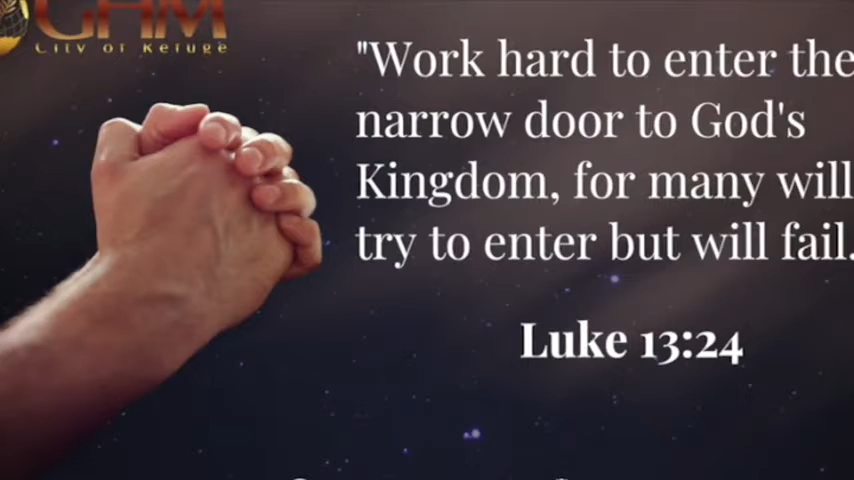 GHM
City of Refuge
"Work hard to enter the
narrow door to God's
Kingdom, for many will
try to enter but will fail.
Luke 13:24